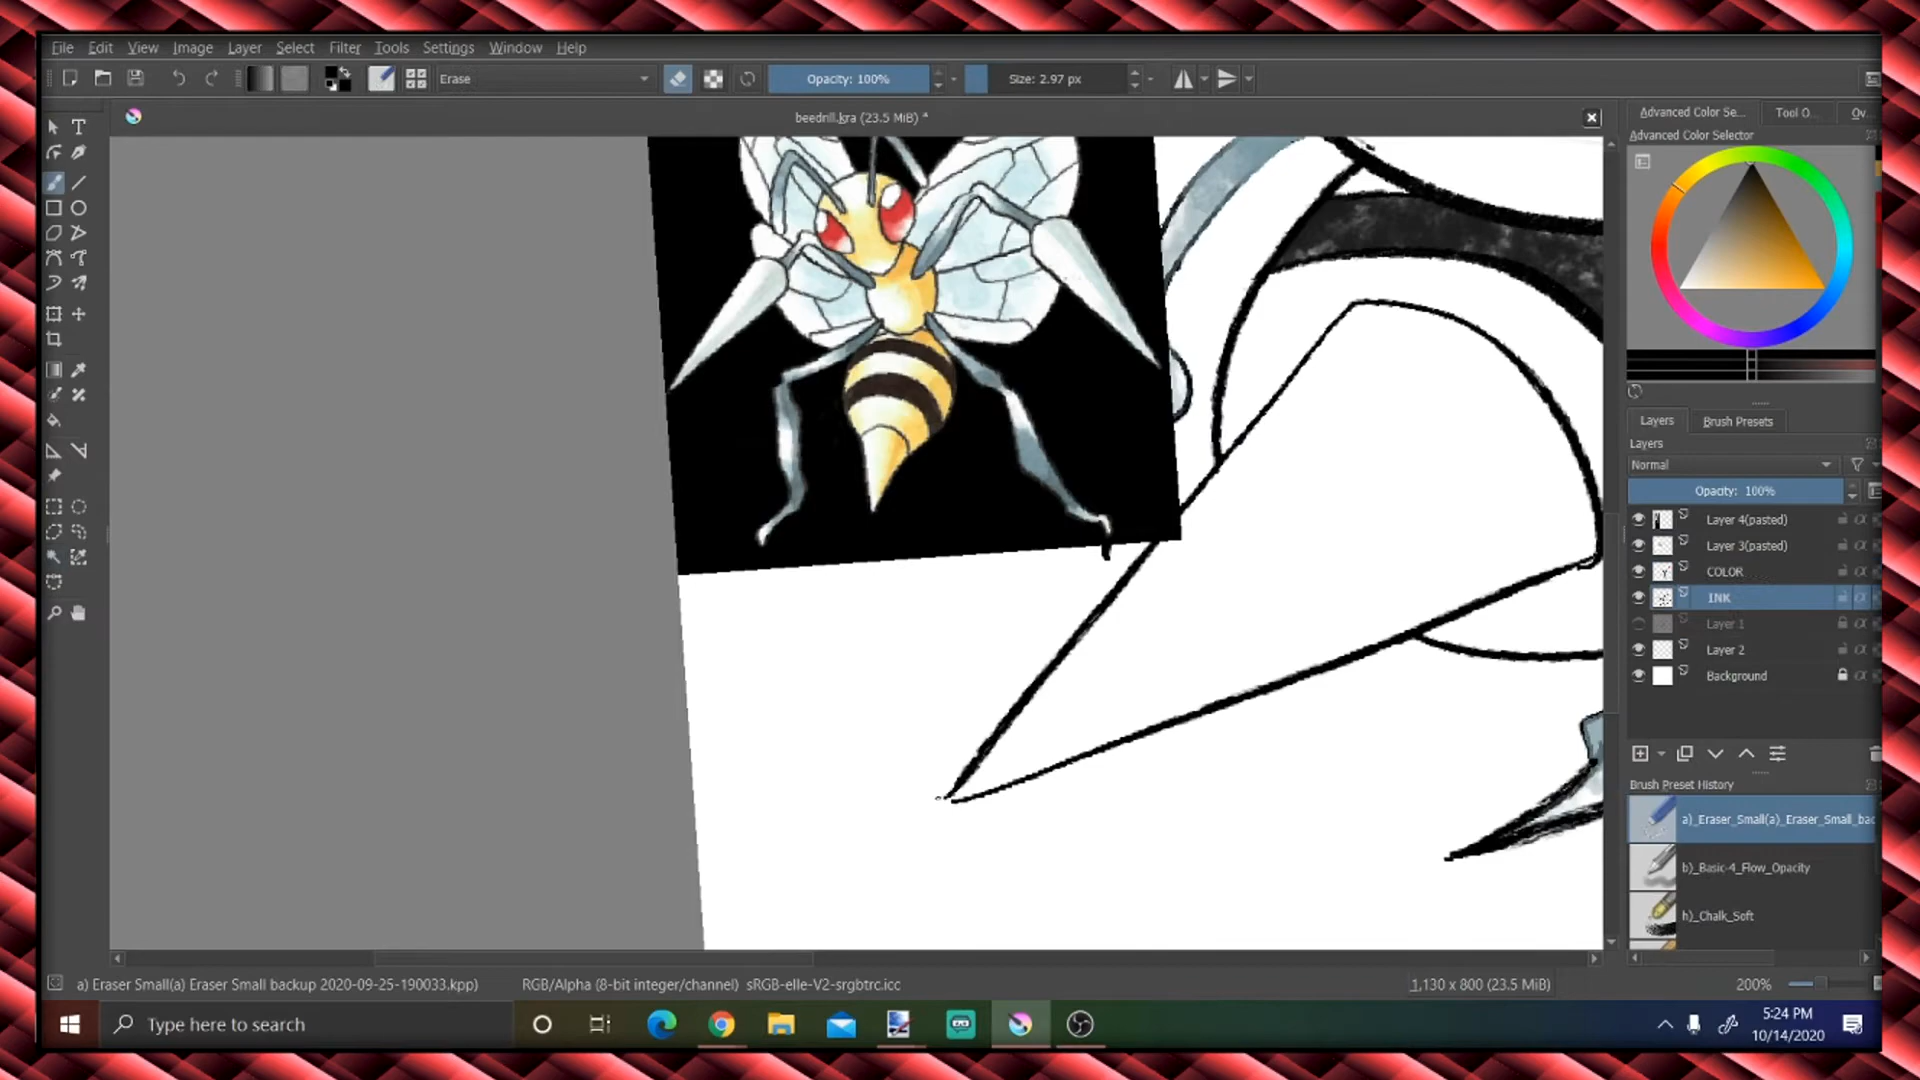 File Edit View Image Layer Select Filter Tools Settings Window Help
Erase Opacity: 100% Size: 2.97 px
beedrill.kra (23.5 MiB) *
Advanced Color Se... Tool O... Ov...
Advanced Color Selector
Layers Brush Presets
Layers
Normal
Opacity: 100%
Layer 4(pasted)
Layer 3(pasted)
COLOR
INK
Layer 1
Layer 2
Background
Brush Preset History
a)_Eraser_Small(a)_Eraser_Small_bac
b)_Basic-4_Flow_Opacity
h)_Chalk_Soft
a) Eraser Small(a) Eraser Small backup 2020-09-25-190033.kpp) RGB/Alpha (8-bit integer/channel) sRGB-elle-V2-srgbtrc.icc 1,130 x 800 (23.5 MiB) 200%
Type here to search 5:24 PM
10/14/2020